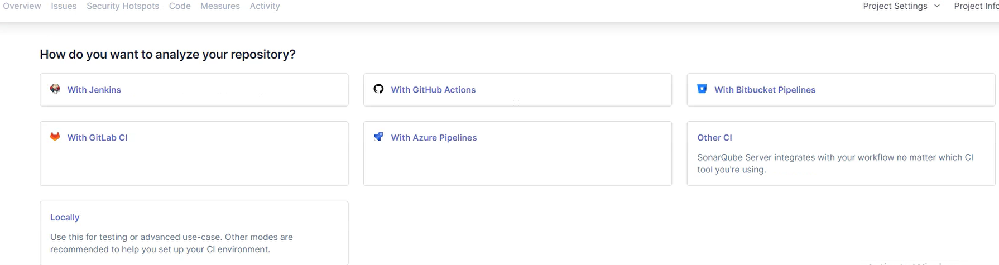 Overview Issues Security Hotspots Code Measures Activity Project Settings Project Info
How do you want to analyze your repository?
With Jenkins
With GitHub Actions
With Bitbucket Pipelines
With GitLab CI
With Azure Pipelines
Other CI
SonarQube Server integrates with your workflow no matter which CI
tool you're using.
Locally
Use this for testing or advanced use-case. Other modes are
recommended to help you set up your CI environment.